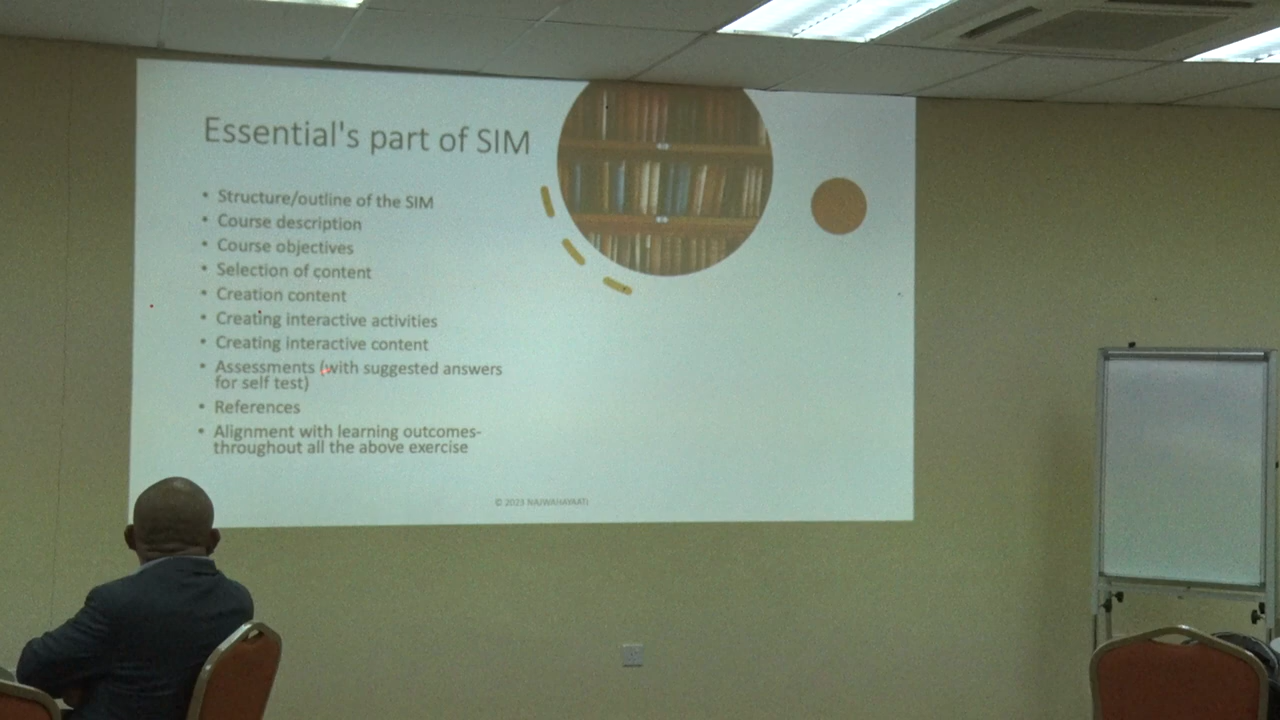 Essential's part of SIM
• Structure/outline of the SIM
• Course description
• Course objectives
• Selection of content
• Creation content
• Creating interactive activities
• Creating interactive content
• Assessments (with suggested answers
for self test)
• References
• Alignment with learning outcomes-
throughout all the above exercise
© 2023 NAJWAHAYAATI